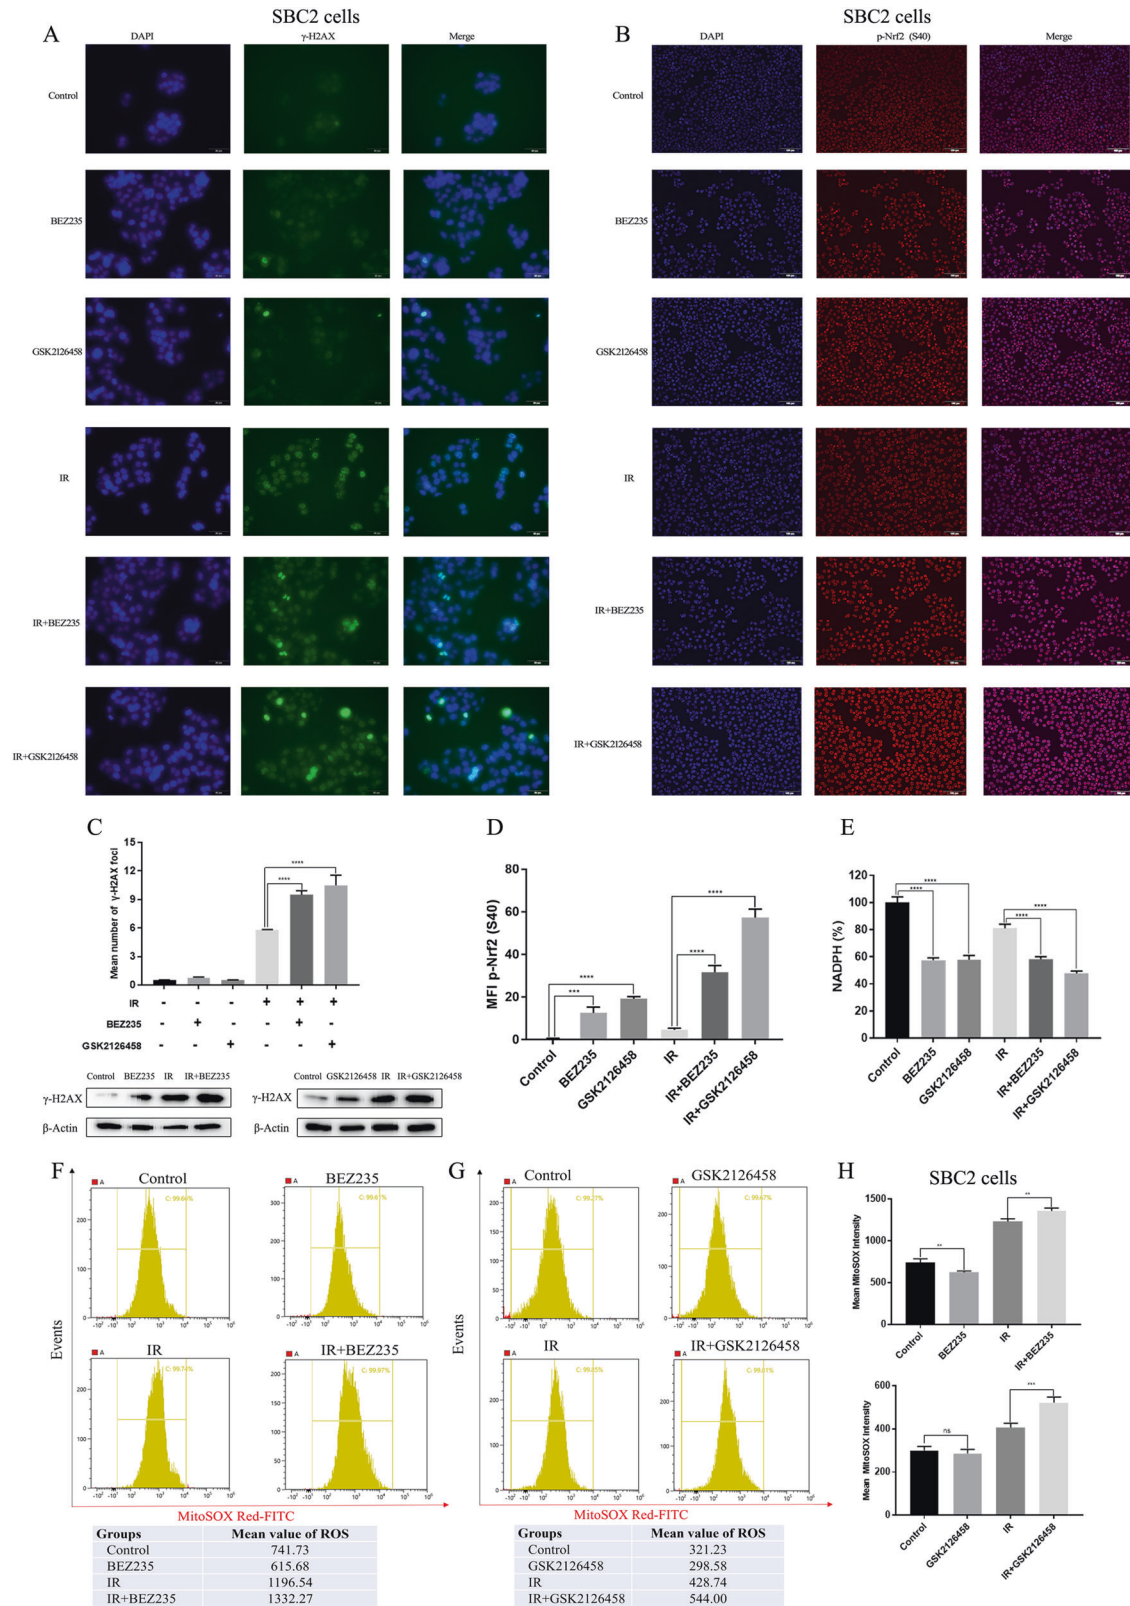 SBC2 cells
A
DAPI
γ-H2AX
Merge
Control
BEZ235
GSK2126458
IR
IR+BEZ235
IR+GSK2126458
SBC2 cells
B
DAPI
p-Nrf2 (S40)
Merge
Control
BEZ235
GSK2126458
IR
IR+BEZ235
IR+GSK2126458
C
Mean number of γ-H2AX foci
15
12
9
6
3
0
****
****
IR - - - + + +
BEZ235 - + - - + -
GSK2126458 - - + - - +
Control BEZ235 IR IR+BEZ235
γ-H2AX
β-Actin
Control GSK2126458 IR IR+GSK2126458
γ-H2AX
β-Actin
D
MFI p-Nrf2 (S40)
80
60
40
20
0
****
***
****
****
Control
BEZ235
GSK2126458
IR
IR+BEZ235
IR+GSK2126458
E
NADPH (%)
120
100
80
60
40
20
0
****
****
****
****
Control
BEZ235
GSK2126458
IR
IR+BEZ235
IR+GSK2126458
F
Events
Control
A
BEZ235
A
IR
A
C: 99.74%
IR+BEZ235
A
C: 99.97%
MitoSOX Red-FITC
Groups Mean value of ROS
Control 741.73
BEZ235 615.68
IR 1196.54
IR+BEZ235 1332.27
G
Events
Control
A
GSK2126458
A
C: 99.67%
IR
A
IR+GSK2126458
A
MitoSOX Red-FITC
Groups Mean value of ROS
Control 321.23
GSK2126458 298.58
IR 428.74
IR+GSK2126458 544.00
H
SBC2 cells
Mean MitoSOX Intensity
1500
1000
500
0
**
**
Control
BEZ235
IR
IR+BEZ235
Mean MitoSOX Intensity
600
400
200
0
ns
***
Control
GSK2126458
IR
IR+GSK2126458